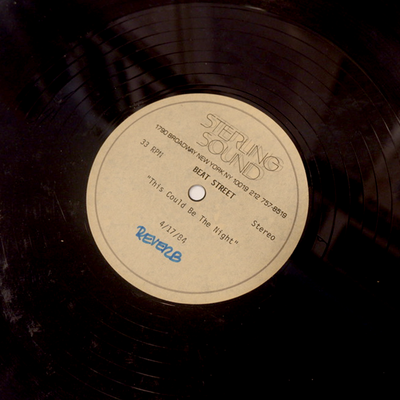 STERLING
SOUND
1790 BROADWAY NEW YORK NY 10019 212 757-8519
33 RPM
BEAT STREET
Stereo
"This Could Be The Night"
4/17/84
REVERB